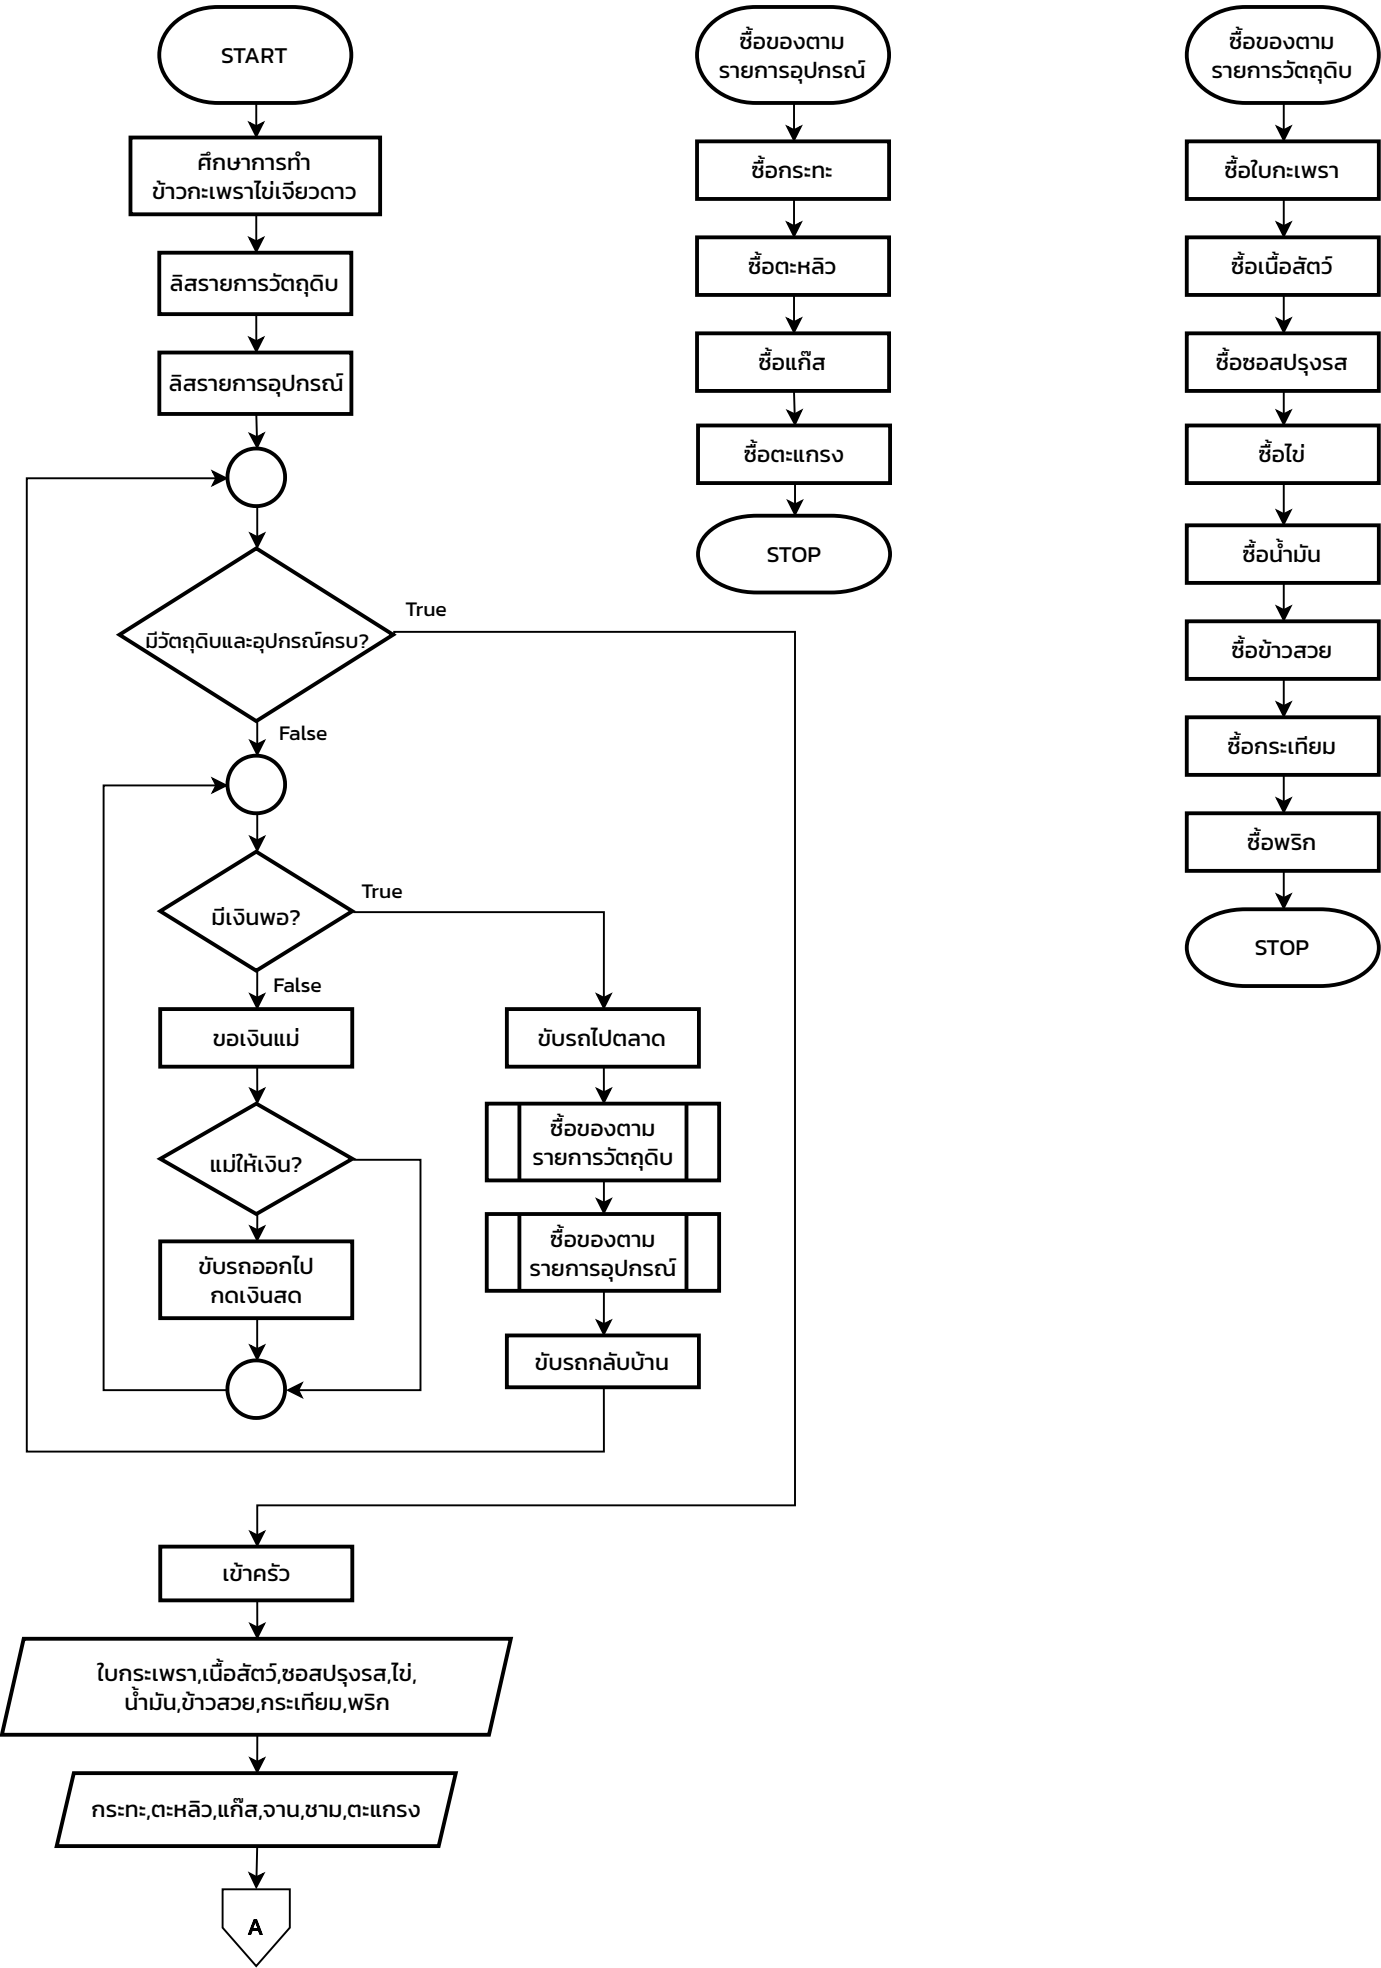 START
ศึกษาการทำ
ข้าวกะเพราไข่เจียวดาว
ลิสรายการวัตถุดิบ
ลิสรายการอุปกรณ์
มีวัตถุดิบและอุปกรณ์ครบ?
True
False
มีเงินพอ?
True
False
ขอเงินแม่
แม่ให้เงิน?
ขับรถออกไป
กดเงินสด
ขับรถไปตลาด
ซื้อของตาม
รายการวัตถุดิบ
ซื้อของตาม
รายการอุปกรณ์
ขับรถกลับบ้าน
เข้าครัว
ใบกระเพรา,เนื้อสัตว์,ซอสปรุงรส,ไข่,
น้ำมัน,ข้าวสวย,กระเทียม,พริก
กระทะ,ตะหลิว,แก๊ส,จาน,ชาม,ตะแกรง
A
ซื้อของตาม
รายการอุปกรณ์
ซื้อกระทะ
ซื้อตะหลิว
ซื้อแก๊ส
ซื้อตะแกรง
STOP
ซื้อของตาม
รายการวัตถุดิบ
ซื้อใบกะเพรา
ซื้อเนื้อสัตว์
ซื้อซอสปรุงรส
ซื้อไข่
ซื้อน้ำมัน
ซื้อข้าวสวย
ซื้อกระเทียม
ซื้อพริก
STOP